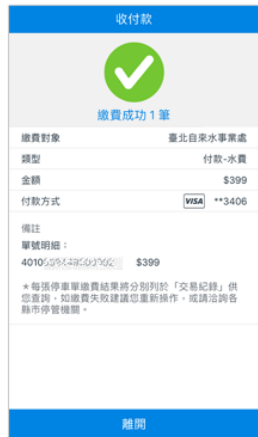 收付款
繳費成功 1 筆
繳費對象 臺北自來水事業處
類型 付款-水費
金額 $399
付款方式 VISA **3406
備註
單號明細：
$399
＊每張停車單繳費結果將分別列於「交易紀錄」供
您查詢，如繳費失敗建議您重新操作，或請洽詢各
縣市停管機關。
離開